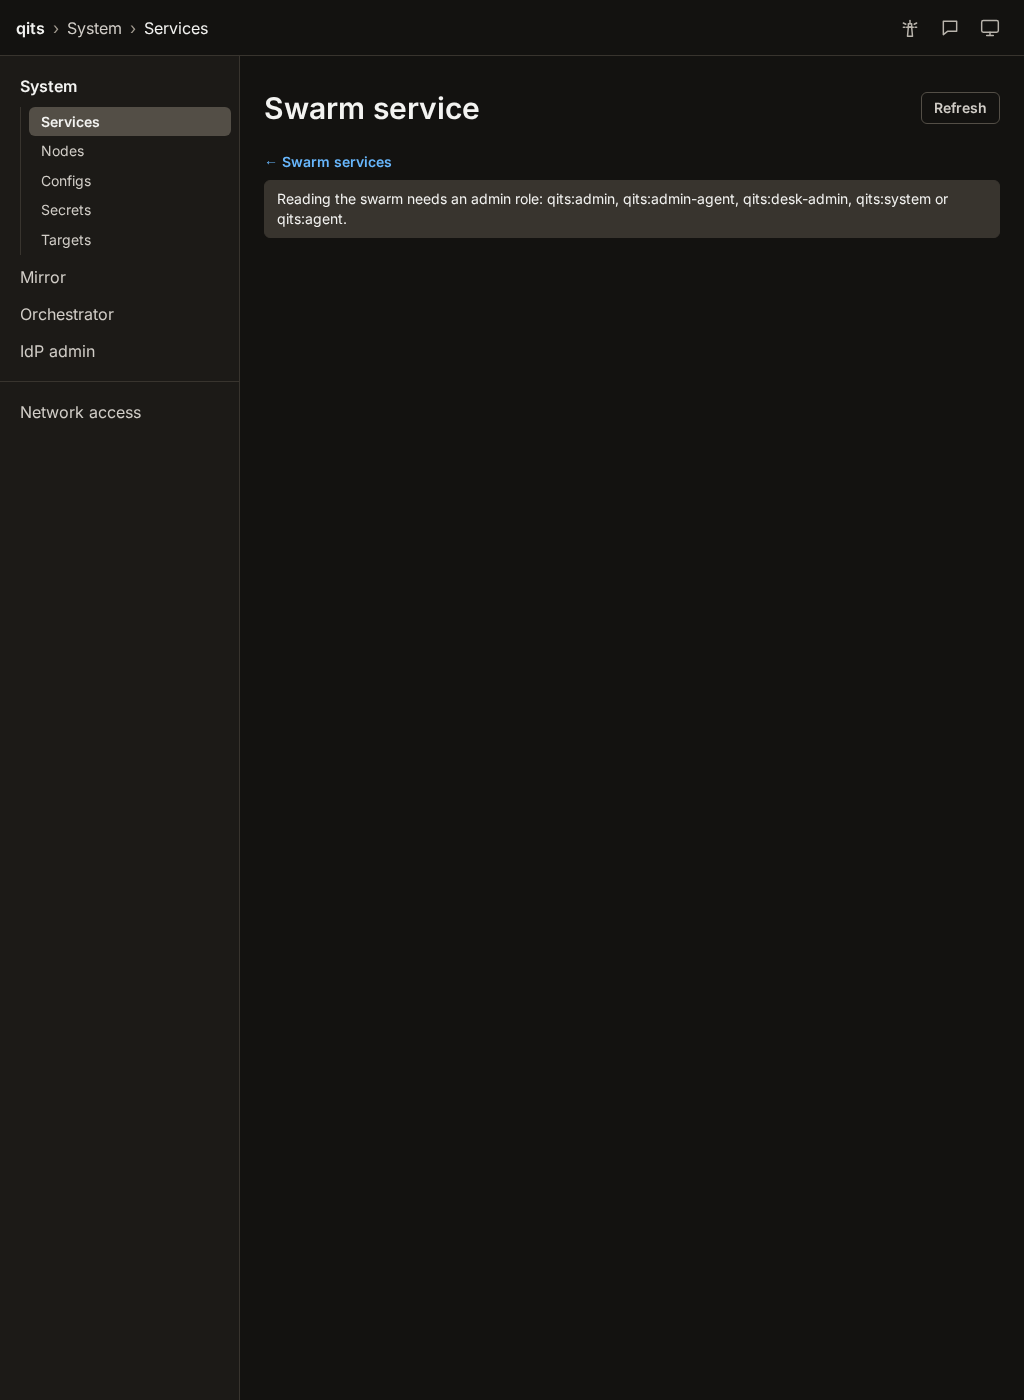 qits › System › Services
System
Services
Nodes
Configs
Secrets
Targets
Mirror
Orchestrator
IdP admin
Network access
Swarm service
Refresh
← Swarm services
Reading the swarm needs an admin role: qits:admin, qits:admin-agent, qits:desk-admin, qits:system or
qits:agent.